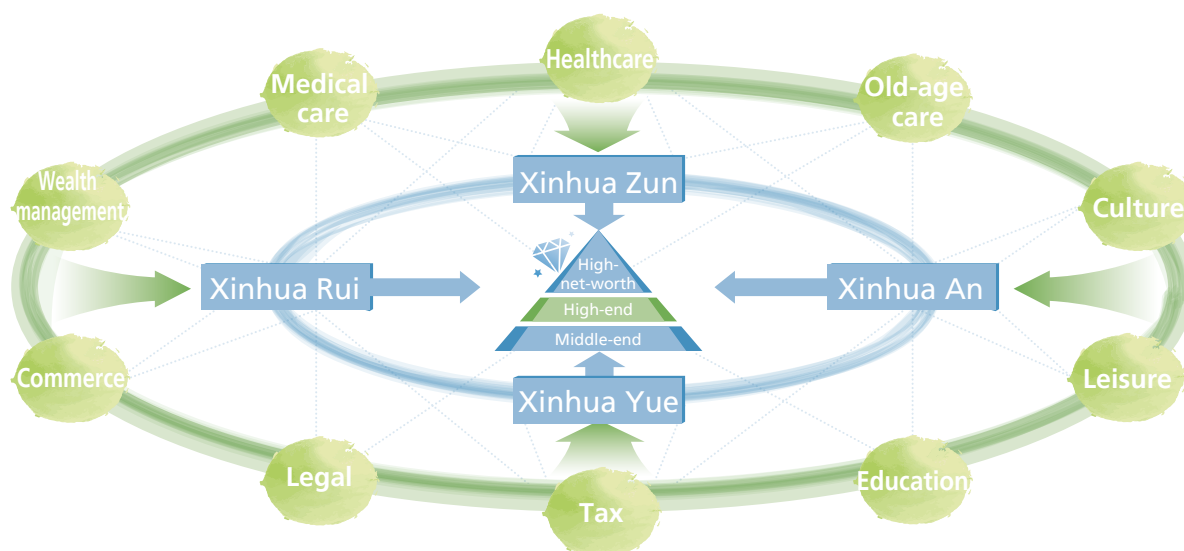 Healthcare
Medical
care
Old-age
care
Xinhua Zun
Wealth
management
Culture
High-
net-worth
Xinhua Rui
Xinhua An
High-end
Middle-end
Commerce
Leisure
Xinhua Yue
Legal
Education
Tax